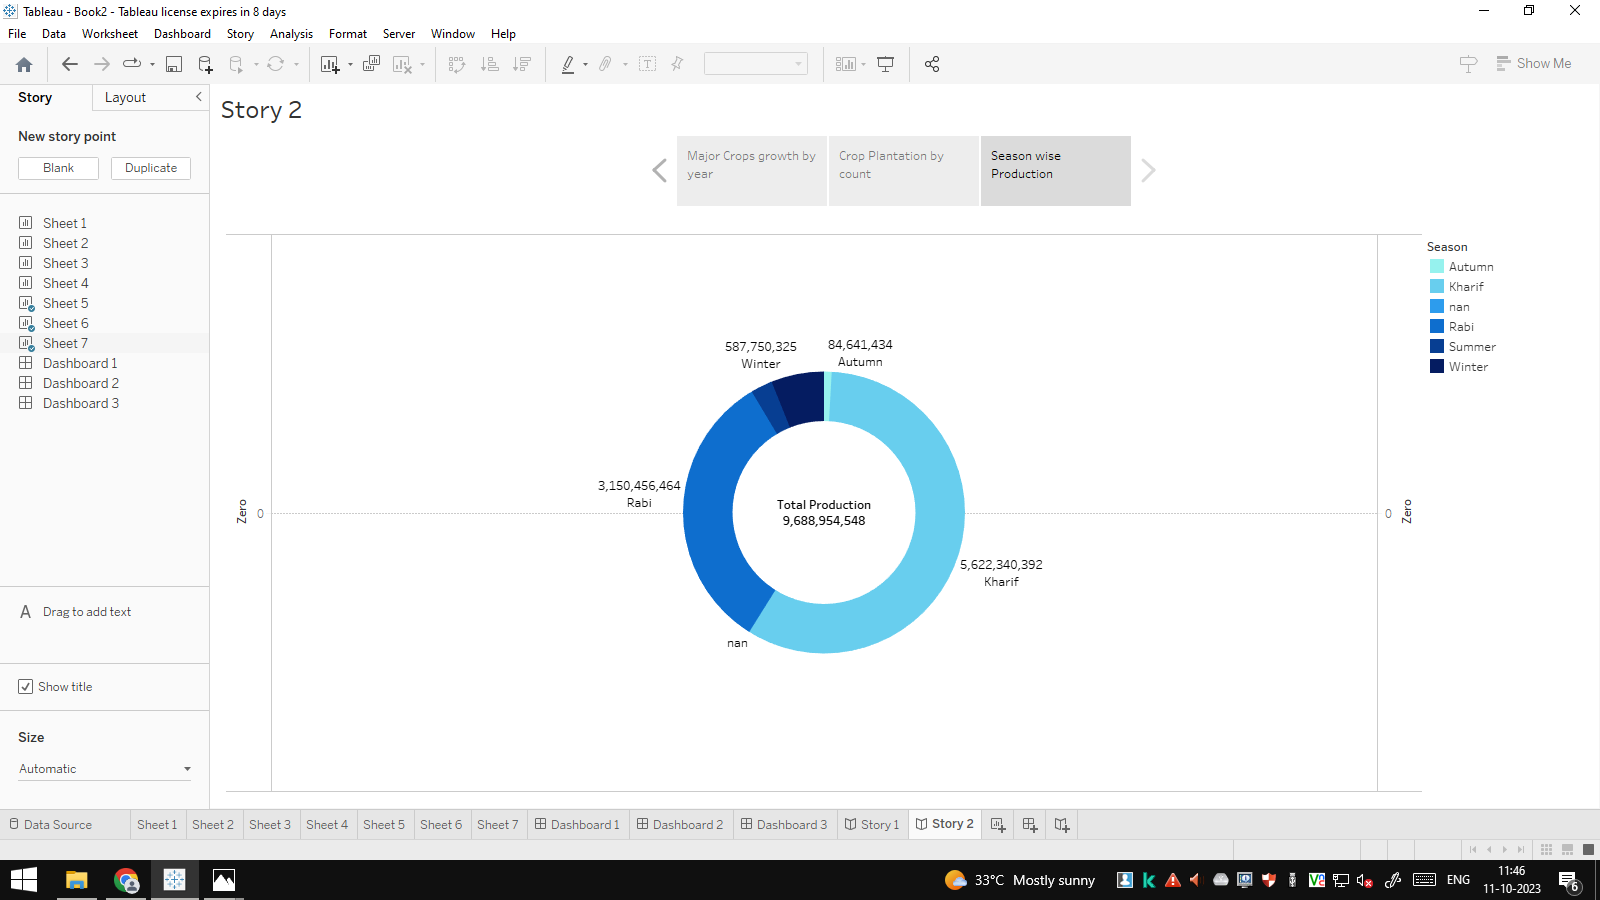 Tableau - Book2 - Tableau license expires in 8 days
File Data Worksheet Dashboard Story Analysis Format Server Window Help
Show Me
Story Layout
New story point
Blank Duplicate
Sheet 1
Sheet 2
Sheet 3
Sheet 4
Sheet 5
Sheet 6
Sheet 7
Dashboard 1
Dashboard 2
Dashboard 3
A Drag to add text
Show title
Size
Automatic
Story 2
Major Crops growth by
year
Crop Plantation by
count
Season wise
Production
587,750,325
Winter
84,641,434
Autumn
3,150,456,464
Rabi
Total Production
9,688,954,548
5,622,340,392
Kharif
nan
Zero
0
0
Zero
Season
Autumn
Kharif
nan
Rabi
Summer
Winter
Data Source Sheet 1 Sheet 2 Sheet 3 Sheet 4 Sheet 5 Sheet 6 Sheet 7 Dashboard 1 Dashboard 2 Dashboard 3 Story 1 Story 2
33°C Mostly sunny
ENG
11:46
11-10-2023
6